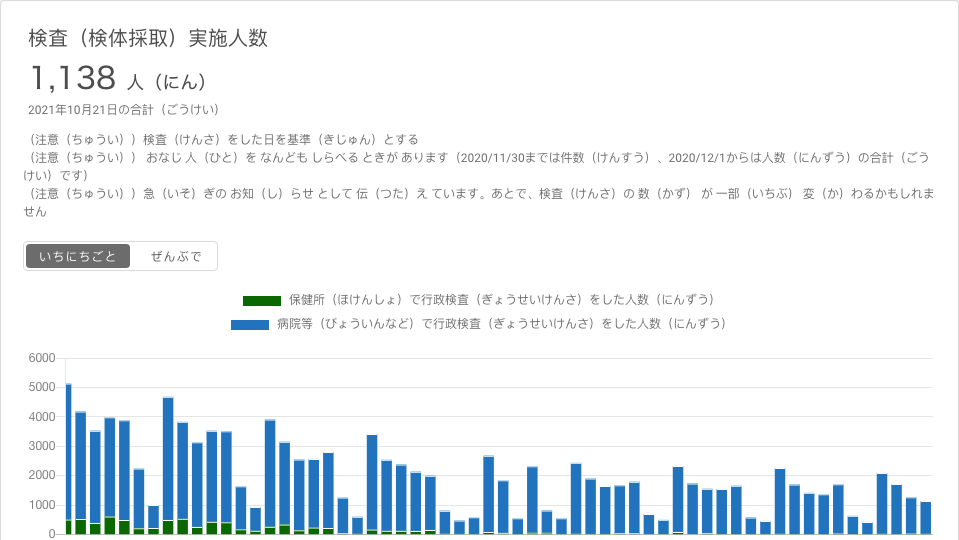 検査（検体採取）実施人数
1,138 人（にん）
2021年10月21日の合計（ごうけい）
（注意（ちゅうい））検査（けんさ）をした日を基準（きじゅん）とする
（注意（ちゅうい）） おなじ 人（ひと）を なんども しらべる ときが あります（2020/11/30までは件数（けんすう）、2020/12/1からは人数（にんずう）の合計（ごう
けい）です）
（注意（ちゅうい））急（いそ）ぎの お知（し）らせ として 伝（つた）え ています。あとで、検査（けんさ）の 数（かず） が 一部（いちぶ） 変（か）わるかもしれま
せん
いちにちごと ぜんぶで
保健所（ほけんしょ）で行政検査（ぎょうせいけんさ）をした人数（にんずう）
病院等（びょういんなど）で行政検査（ぎょうせいけんさ）をした人数（にんずう）
6000
5000
4000
3000
2000
1000
0